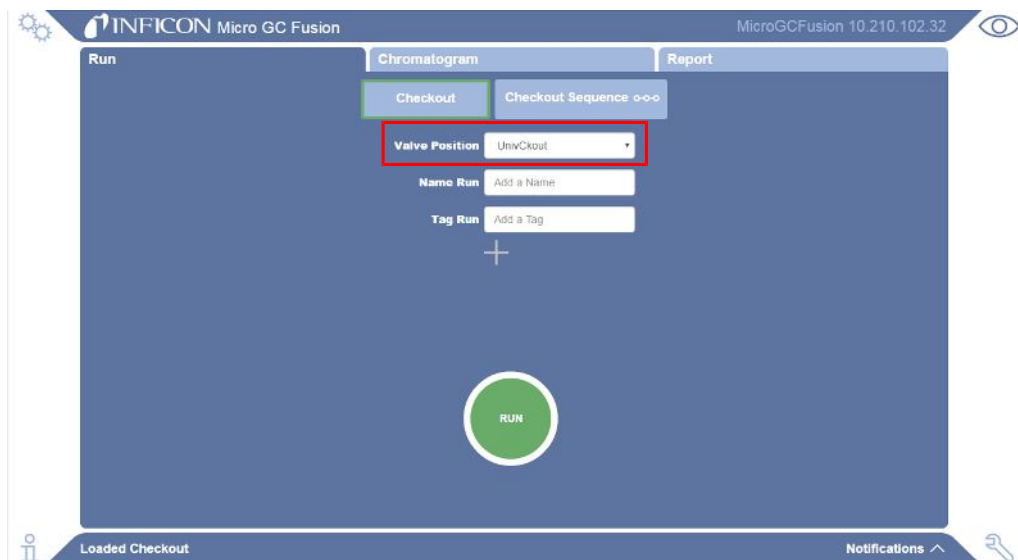 INFICON Micro GC Fusion
MicroGCFusion 10.210.102.32
Run
Chromatogram
Report
Checkout
Checkout Sequence
Valve Position UnivCkout
Name Run Add a Name
Tag Run Add a Tag
RUN
Loaded Checkout
Notifications